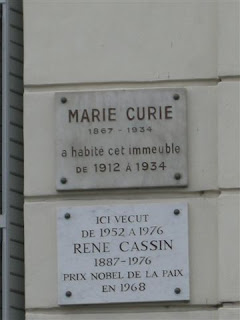 MARIE CURIE
1867 - 1934
a habité cet immeuble
DE 1912 À 1934
ICI VECUT
DE 1952 A 1976
RENE CASSIN
1887-1976
PRIX NOBEL DE LA PAIX
EN 1968